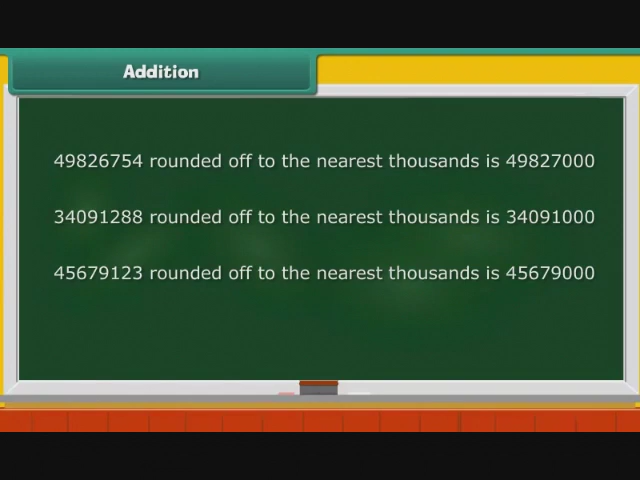 Addition
49826754 rounded off to the nearest thousands is 49827000
34091288 rounded off to the nearest thousands is 34091000
45679123 rounded off to the nearest thousands is 45679000